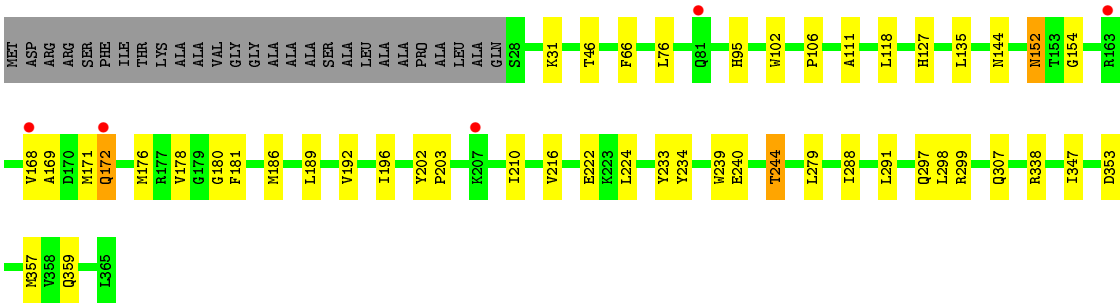 MET ASP ARG ARG SER PHE ILE THR LYS ALA ALA VAL GLY GLY ALA ALA ALA ALA SER ALA LEU ALA ALA PRO ALA LEU ALA GLN S28 K31 T46 F66 L76 Q81 H95 W102 P106 A111 L118 H127 L135 N144 N152 T153 G154 R163
V168 A169 D170 M171 Q172 M176 R177 V178 G179 G180 F181 M186 L189 V192 I196 Y202 P203 K207 I210 V216 E222 K223 L224 Y233 Y234 W239 E240 T244 L279 I288 L291 Q297 L298 R299 Q307 R338 I347 D353
M357 V358 Q359 L365